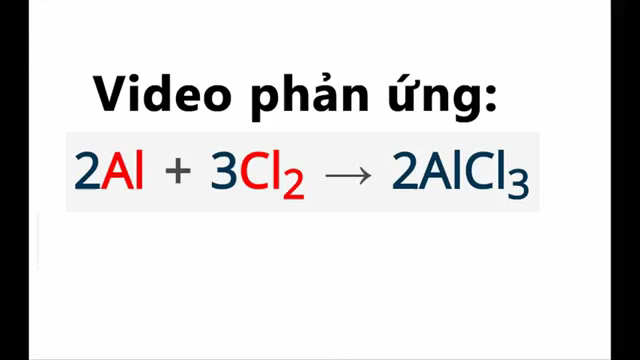 Video phản ứng:
2Al + 3Cl₂ → 2AlCl₃